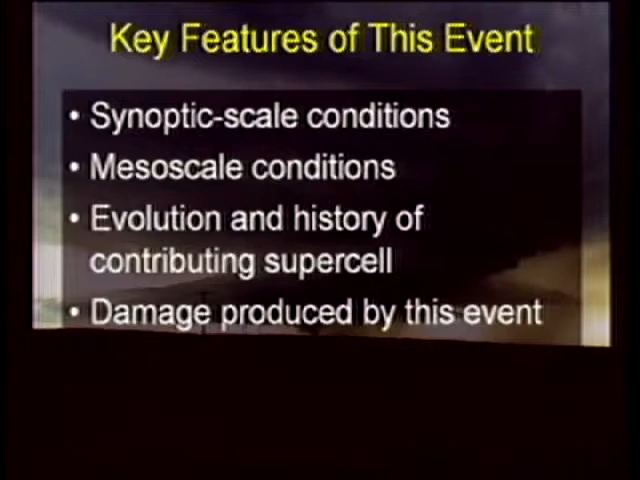 Key Features of This Event
• Synoptic-scale conditions
• Mesoscale conditions
• Evolution and history of
contributing supercell
• Damage produced by this event